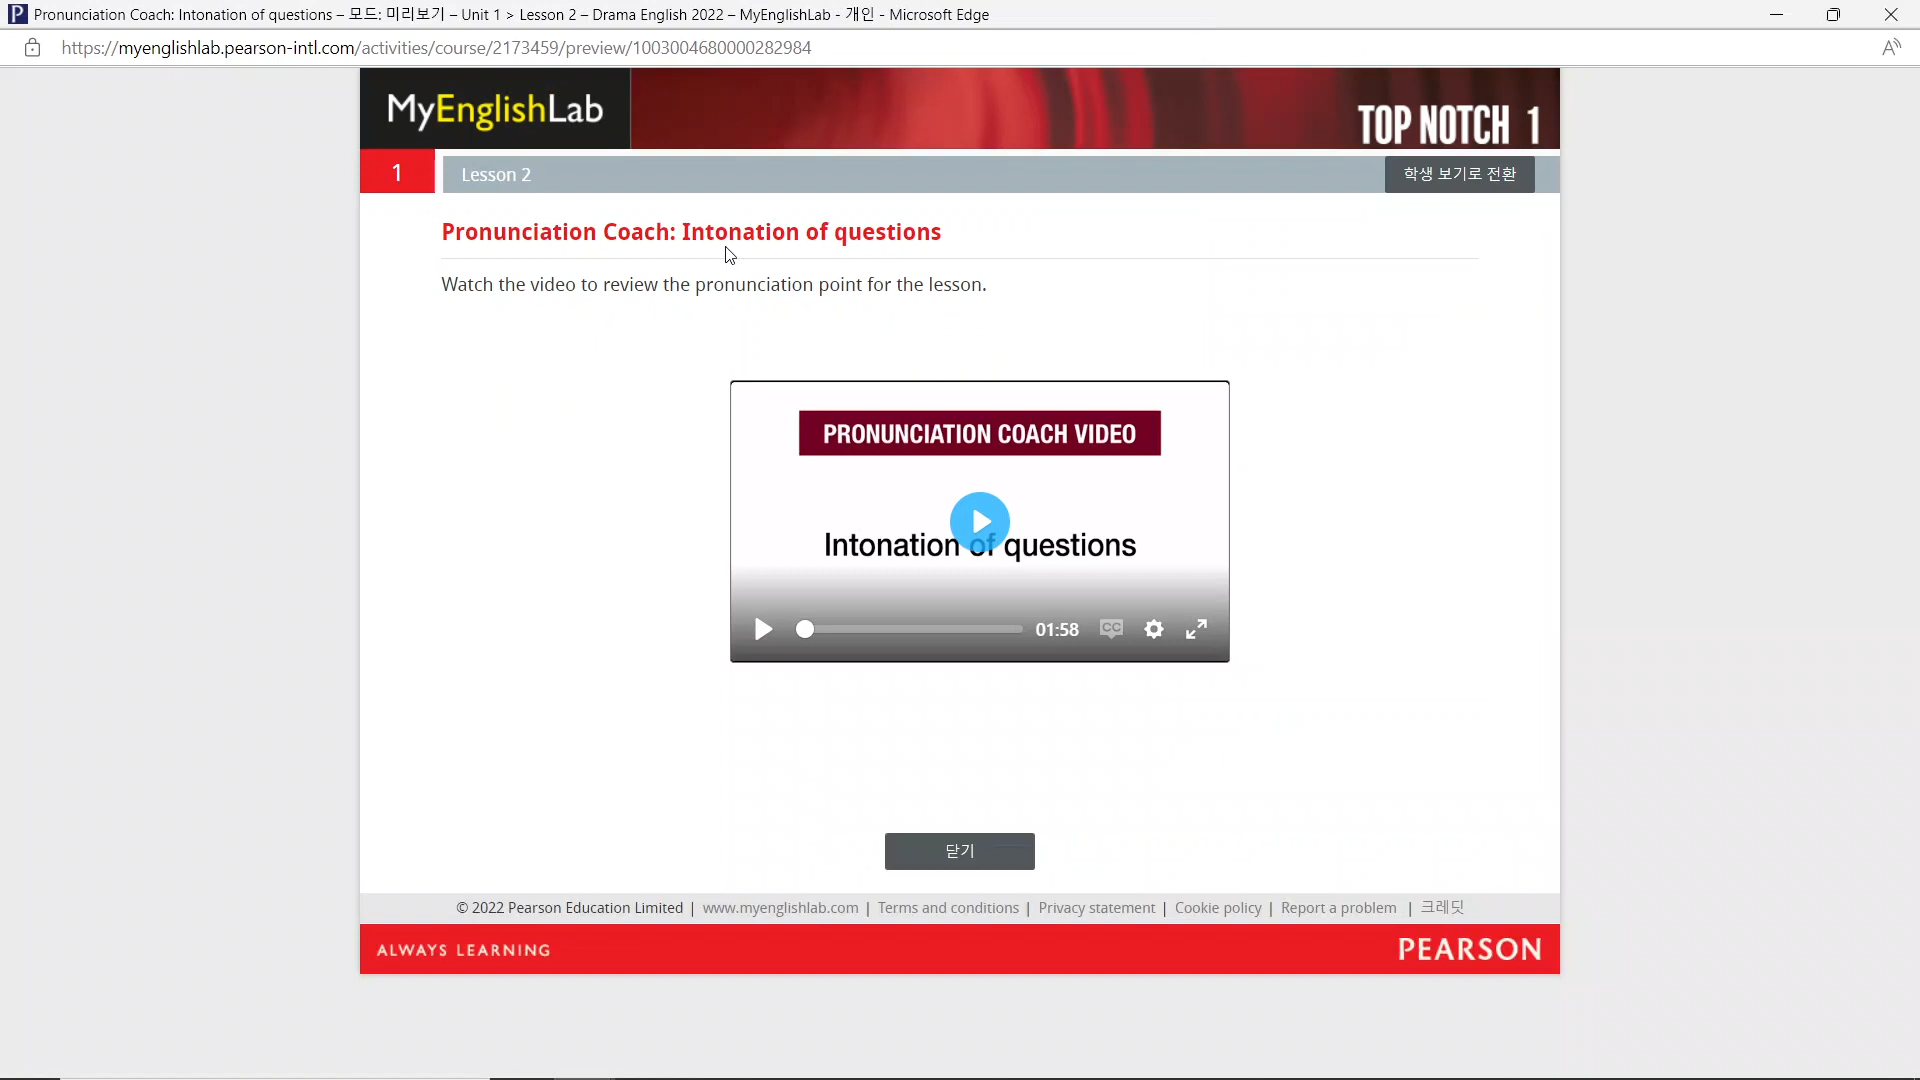 Pronunciation Coach: Intonation of questions – 모드: 미리보기 – Unit 1 > Lesson 2 – Drama English 2022 – MyEnglishLab - 개인 - Microsoft Edge
https://myenglishlab.pearson-intl.com/activities/course/2173459/preview/1003004680000282984
MyEnglishLab
TOP NOTCH 1
1
Lesson 2
학생 보기로 전환
Pronunciation Coach: Intonation of questions
Watch the video to review the pronunciation point for the lesson.
PRONUNCIATION COACH VIDEO
Intonation of questions
01:58
CC
닫기
© 2022 Pearson Education Limited | www.myenglishlab.com | Terms and conditions | Privacy statement | Cookie policy | Report a problem | 크레딧
ALWAYS LEARNING
PEARSON